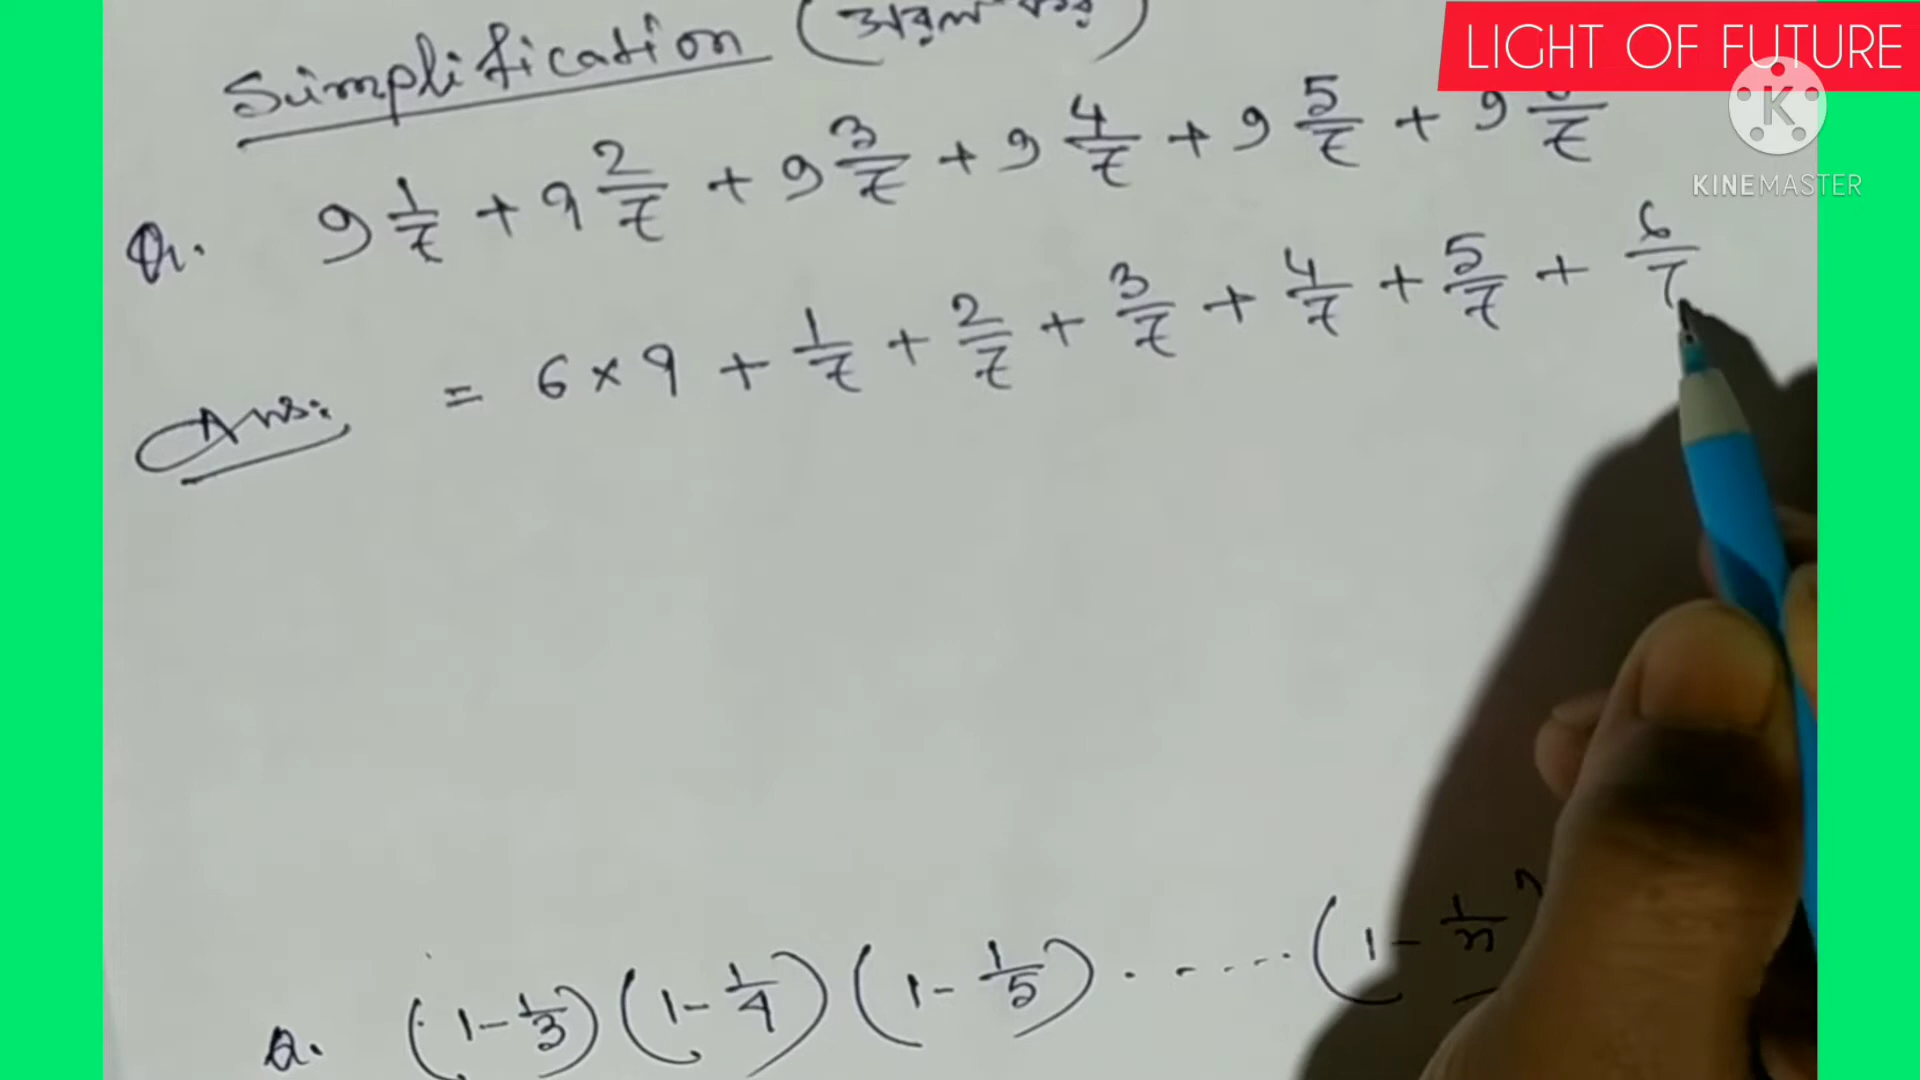 LIGHT OF FUTURE
K
KINEMASTER
Simplification (সরল কর)
Q. 9 1/7 + 9 2/7 + 9 3/7 + 9 4/7 + 9 5/7 + 9
Ans: = 6 × 9 + 1/7 + 2/7 + 3/7 + 4/7 + 5/7 + 6/7
Q. (1 - 1/3) (1 - 1/4) (1 - 1/5) ...... (1 - 1/n